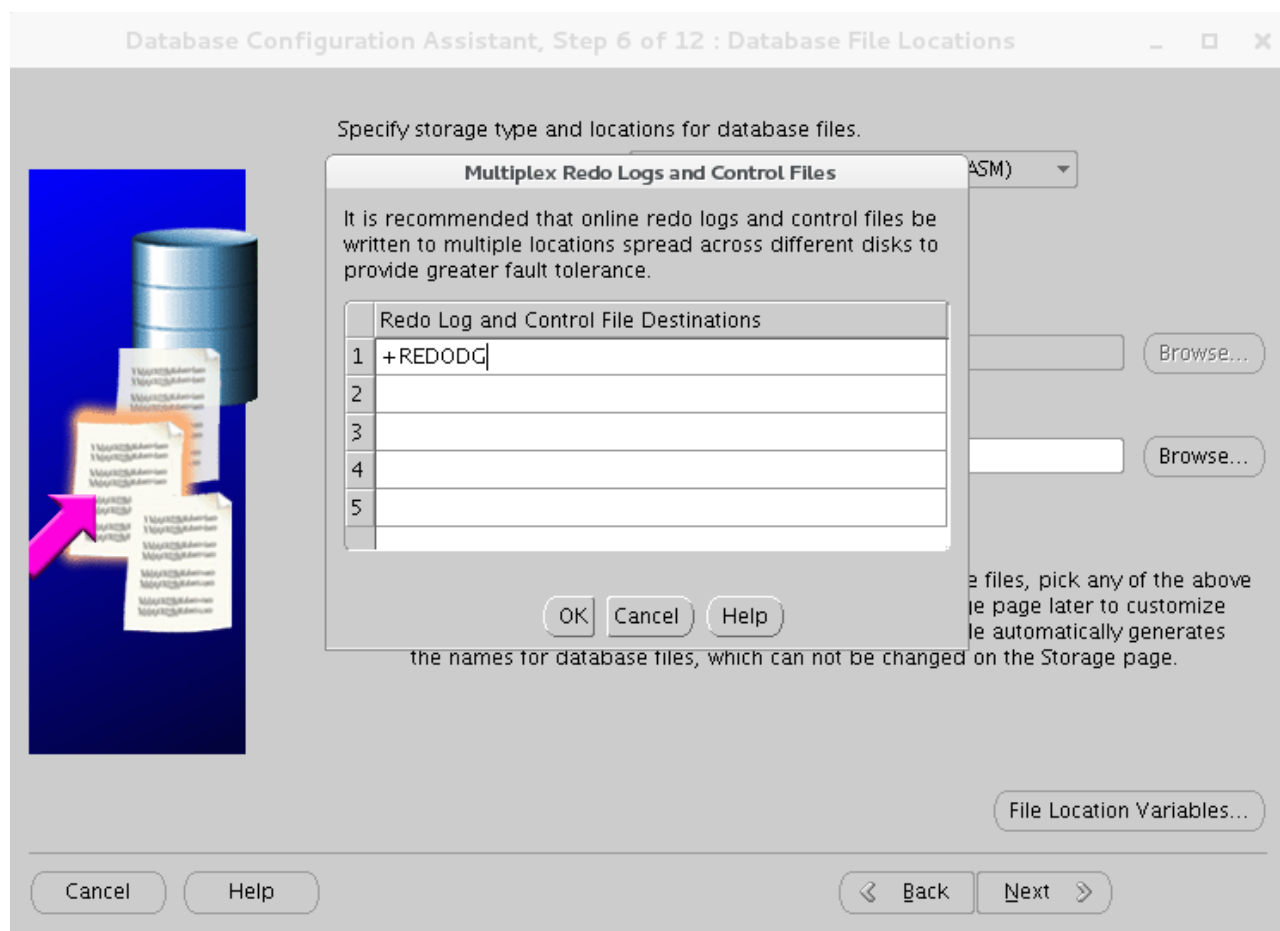 Database Configuration Assistant, Step 6 of 12 : Database File Locations
Specify storage type and locations for database files.
ASM)
Multiplex Redo Logs and Control Files
It is recommended that online redo logs and control files be
written to multiple locations spread across different disks to
provide greater fault tolerance.
Redo Log and Control File Destinations
1 +REDODG
2
3
4
5
Browse...
Browse...
OK Cancel Help
e files, pick any of the above
e page later to customize
le automatically generates
the names for database files, which can not be changed on the Storage page.
File Location Variables...
Cancel Help Back Next